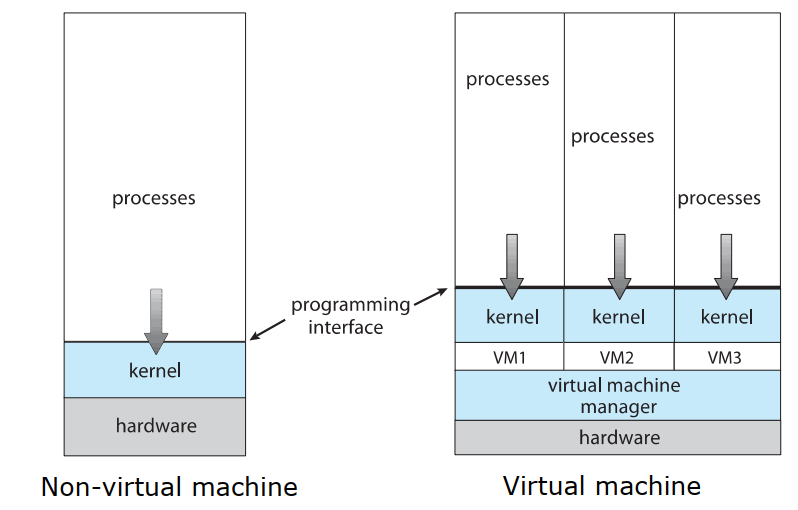 processes
kernel
hardware
Non-virtual machine
programming
interface
processes
processes
processes
kernel
kernel
kernel
VM1
VM2
VM3
virtual machine
manager
hardware
Virtual machine